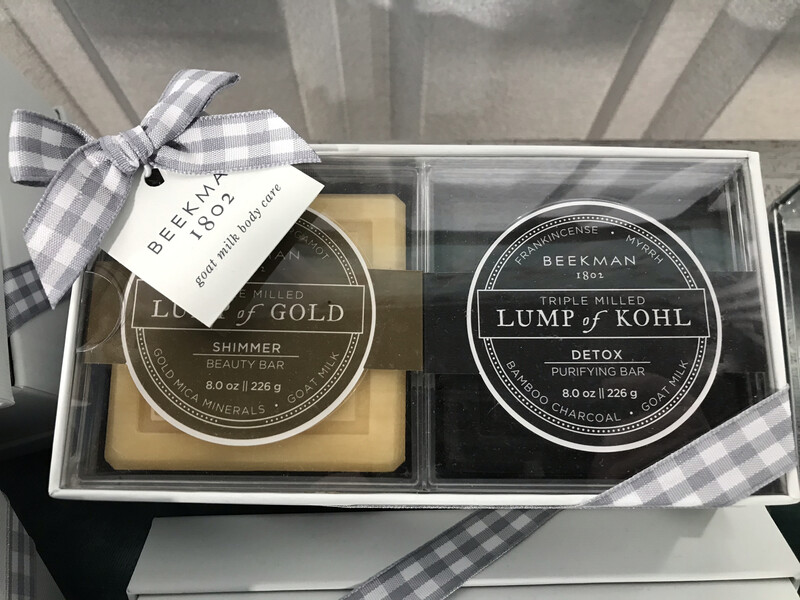 BEEKMAN
1802
goat milk body care
BEEKMAN
MILLED
LUMP of GOLD
SHIMMER
BEAUTY BAR
8.0 oz || 226 g
GOLD MICA MINERALS • GOAT MILK
FRANKINCENSE • MYRRH
BEEKMAN
1802
TRIPLE MILLED
LUMP of KOHL
DETOX
PURIFYING BAR
8.0 oz || 226 g
BAMBOO CHARCOAL • GOAT MILK